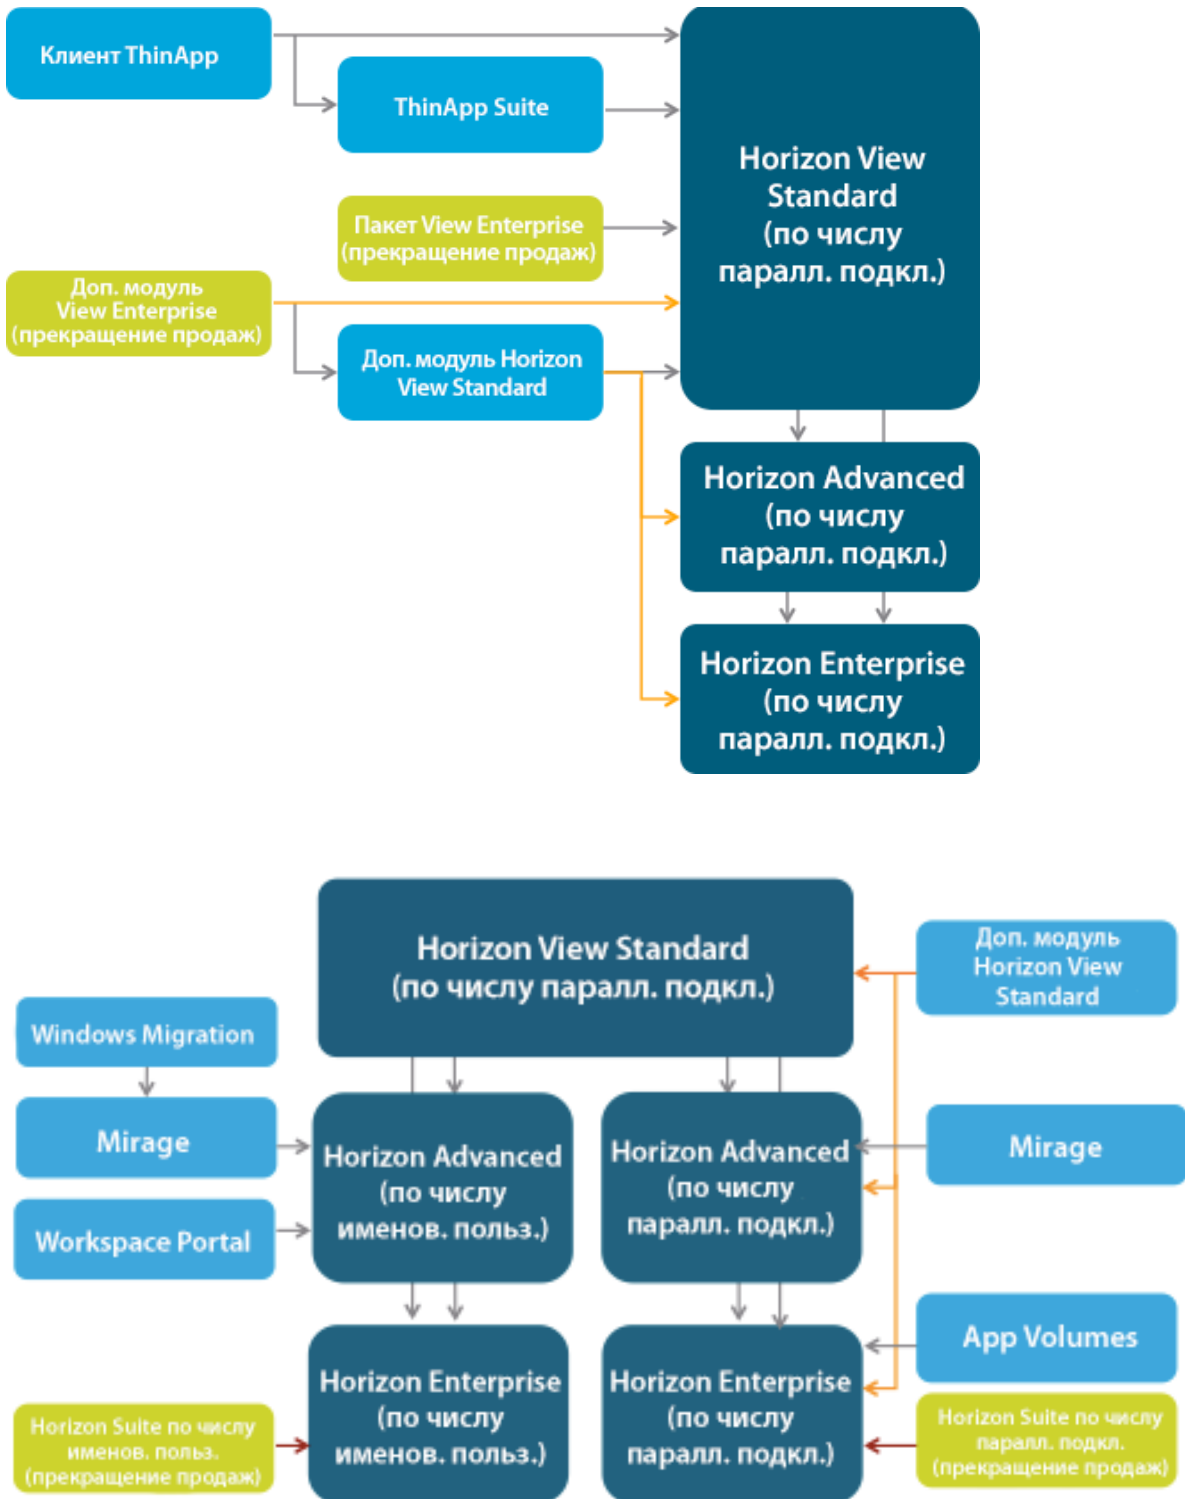 Клиент ThinApp
ThinApp Suite
Horizon View
Standard
(по числу
паралл. подкл.)
Пакет View Enterprise
(прекращение продаж)
Доп. модуль
View Enterprise
(прекращение продаж)
Доп. модуль Horizon
View Standard
Horizon Advanced
(по числу
паралл. подкл.)
Horizon Enterprise
(по числу
паралл. подкл.)
Horizon View Standard
(по числу паралл. подкл.)
Доп. модуль
Horizon View
Standard
Windows Migration
Mirage
Workspace Portal
Horizon Advanced
(по числу
именов. польз.)
Horizon Advanced
(по числу
паралл. подкл.)
Mirage
App Volumes
Horizon Enterprise
(по числу
именов. польз.)
Horizon Enterprise
(по числу
паралл. подкл.)
Horizon Suite по числу
именов. польз.
(прекращение продаж)
Horizon Suite по числу
паралл. подкл.
(прекращение продаж)